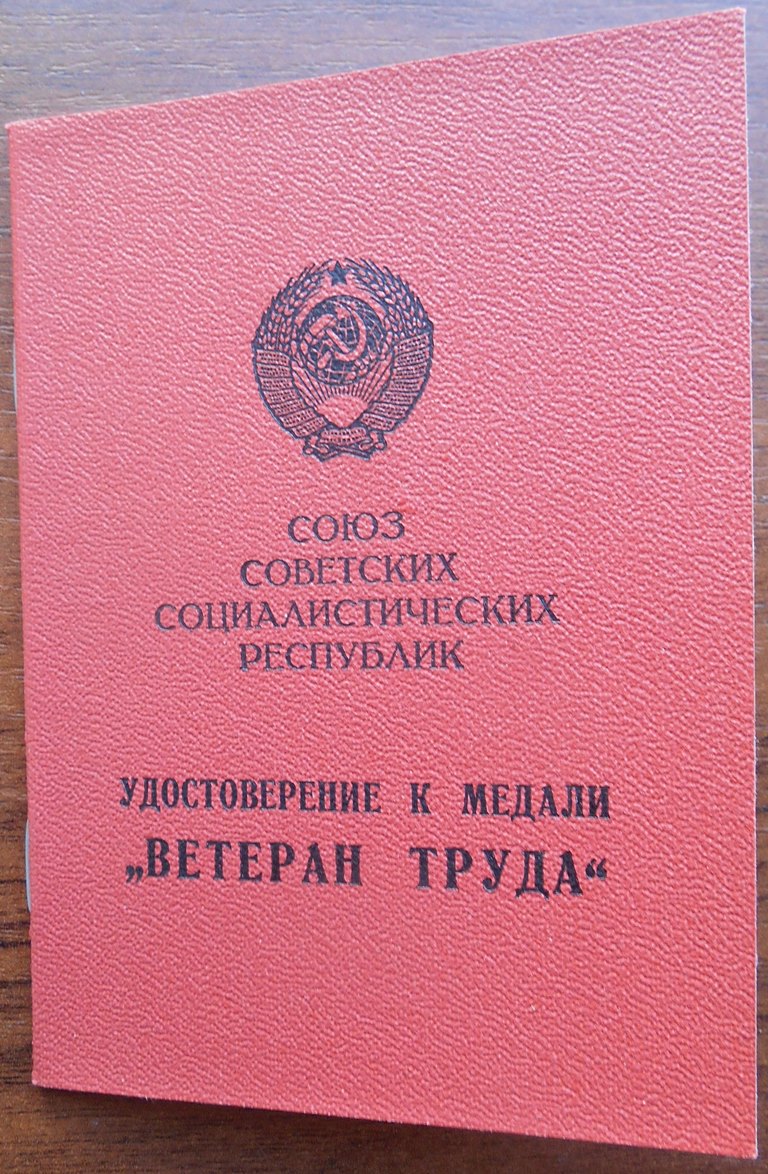 СОЮЗ
СОВЕТСКИХ
СОЦИАЛИСТИЧЕСКИХ
РЕСПУБЛИК
УДОСТОВЕРЕНИЕ К МЕДАЛИ
„ВЕТЕРАН ТРУДА“